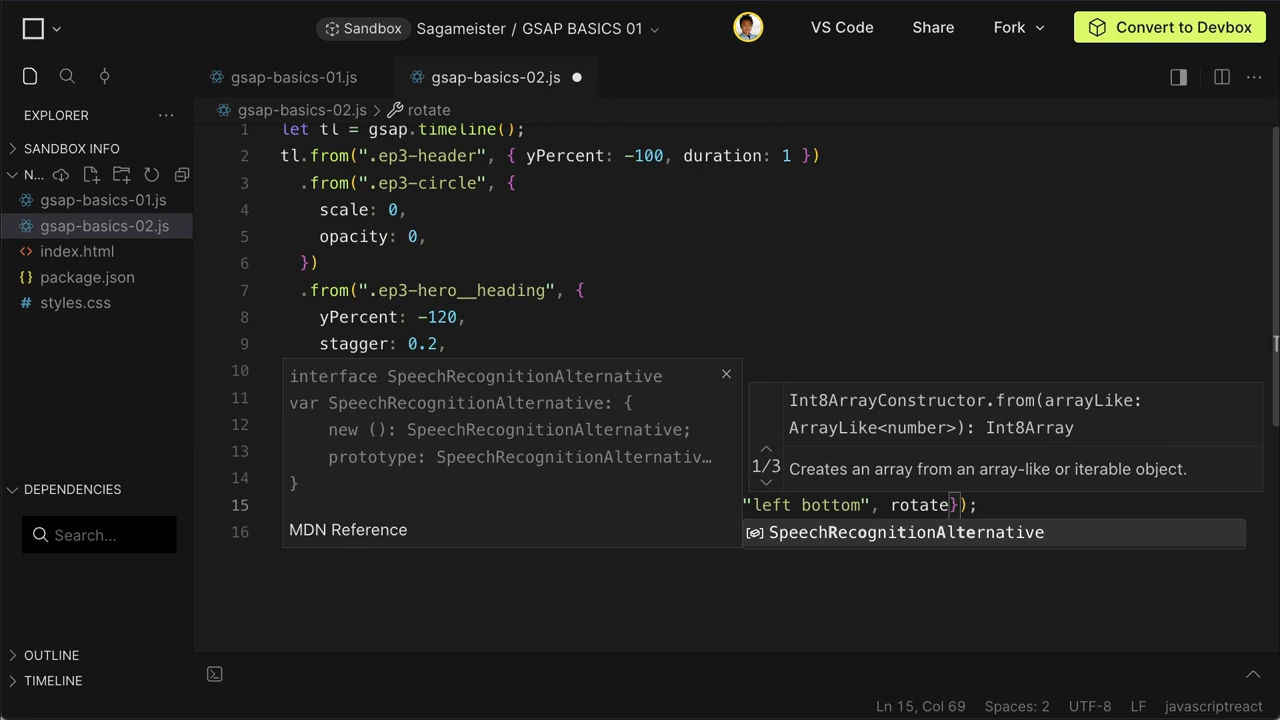 Sandbox Sagameister / GSAP BASICS 01
VS Code Share Fork Convert to Devbox
gsap-basics-01.js gsap-basics-02.js
EXPLORER
SANDBOX INFO
N...
gsap-basics-01.js
gsap-basics-02.js
index.html
package.json
styles.css
DEPENDENCIES
Search...
OUTLINE
TIMELINE
gsap-basics-02.js > rotate
1 let tl = gsap.timeline();
2 tl.from(".ep3-header", { yPercent: -100, duration: 1 })
3 .from(".ep3-circle", {
4 scale: 0,
5 opacity: 0,
6 })
7 .from(".ep3-hero__heading", {
8 yPercent: -120,
9 stagger: 0.2,
10
11
12
13
14
15 "left bottom", rotate});
16
interface SpeechRecognitionAlternative
var SpeechRecognitionAlternative: {
new (): SpeechRecognitionAlternative;
prototype: SpeechRecognitionAlternativ…
}
MDN Reference
Int8ArrayConstructor.from(arrayLike:
ArrayLike<number>): Int8Array
1/3 Creates an array from an array-like or iterable object.
SpeechRecognitionAlternative
Ln 15, Col 69 Spaces: 2 UTF-8 LF javascriptreact